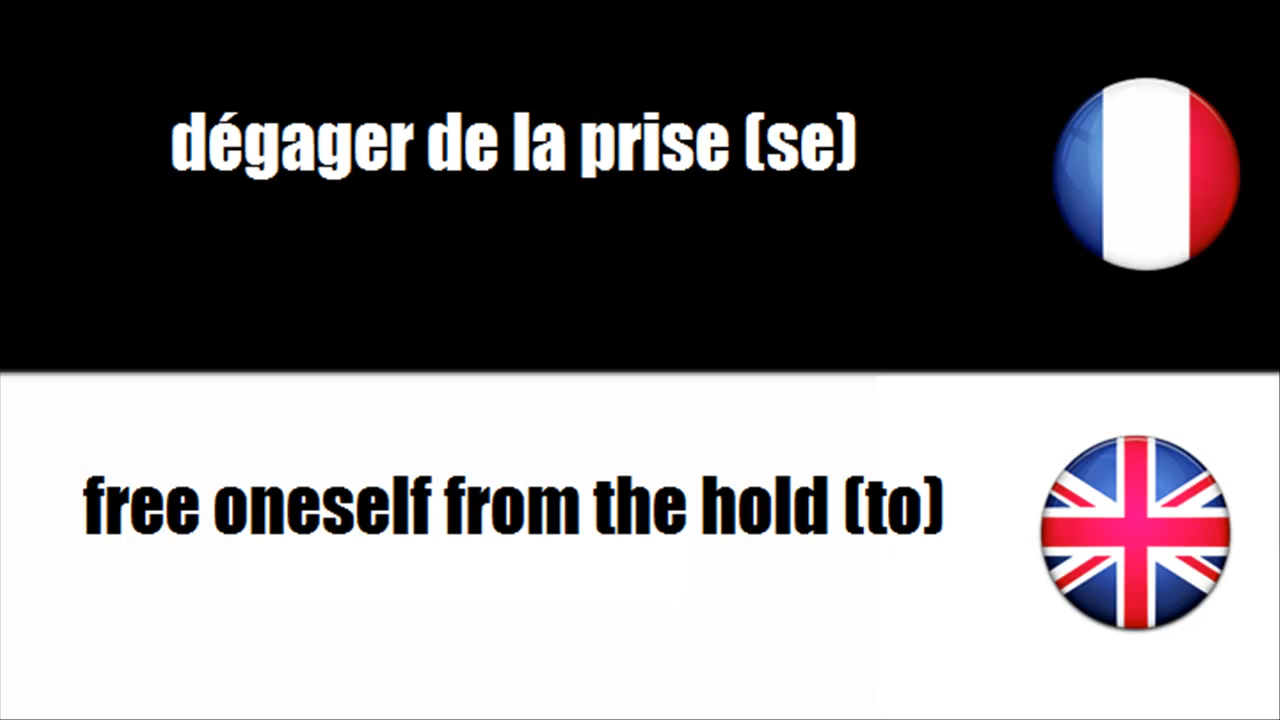 dégager de la prise (se)
free oneself from the hold (to)